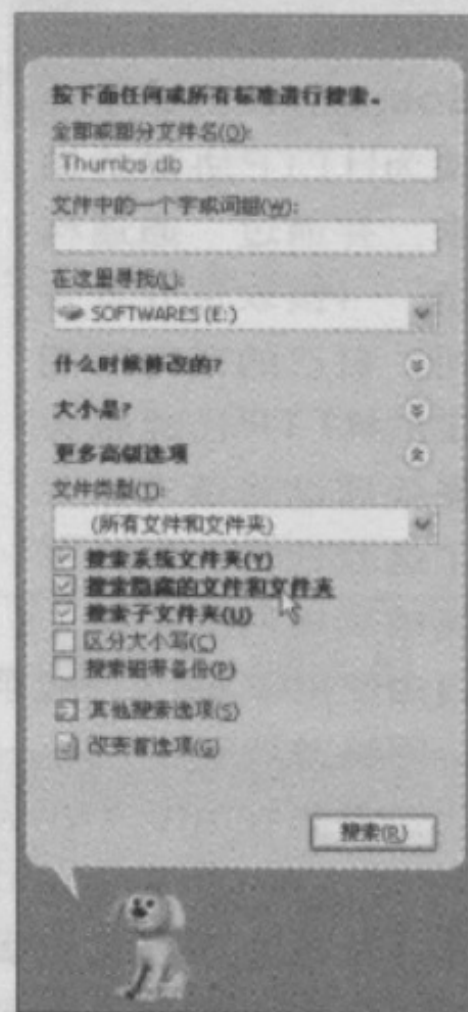 按下面任何或所有标准进行搜索。
全部或部分文件名(O):
Thumbs.db
文件中的一个字或词组(W):
在这里寻找(L):
SOFTWARES (E:)
什么时候修改的?
大小是?
更多高级选项
文件类型(T):
(所有文件和文件夹)
搜索系统文件夹(Y)
搜索隐藏的文件和文件夹
搜索子文件夹(U)
区分大小写(C)
搜索磁带备份(P)
其他搜索选项(S)
改变首选项(G)
搜索(R)